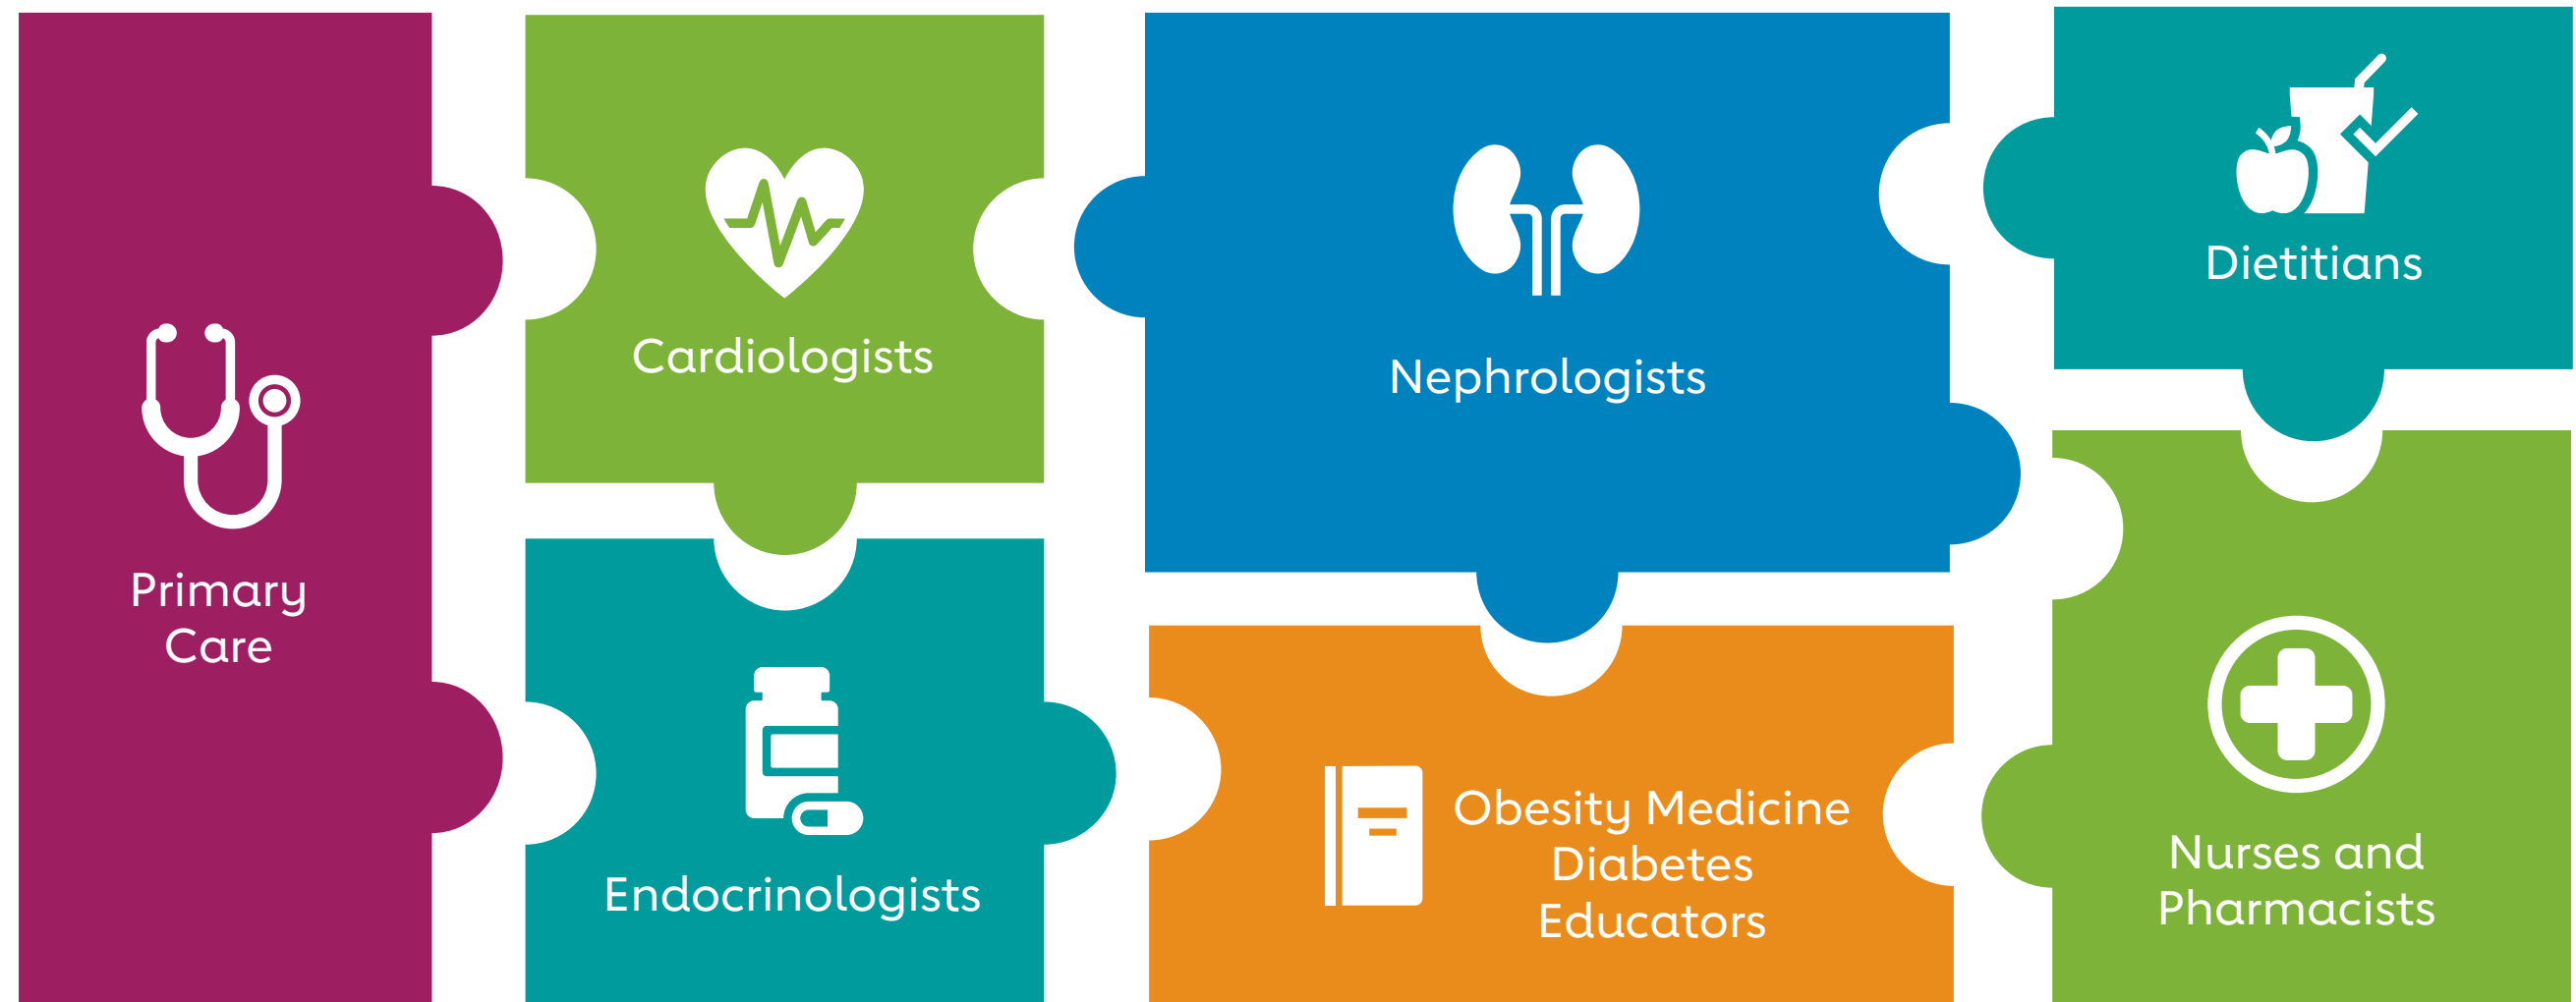 Primary
Care
Cardiologists
Endocrinologists
Nephrologists
Obesity Medicine
Diabetes
Educators
Dietitians
Nurses and
Pharmacists